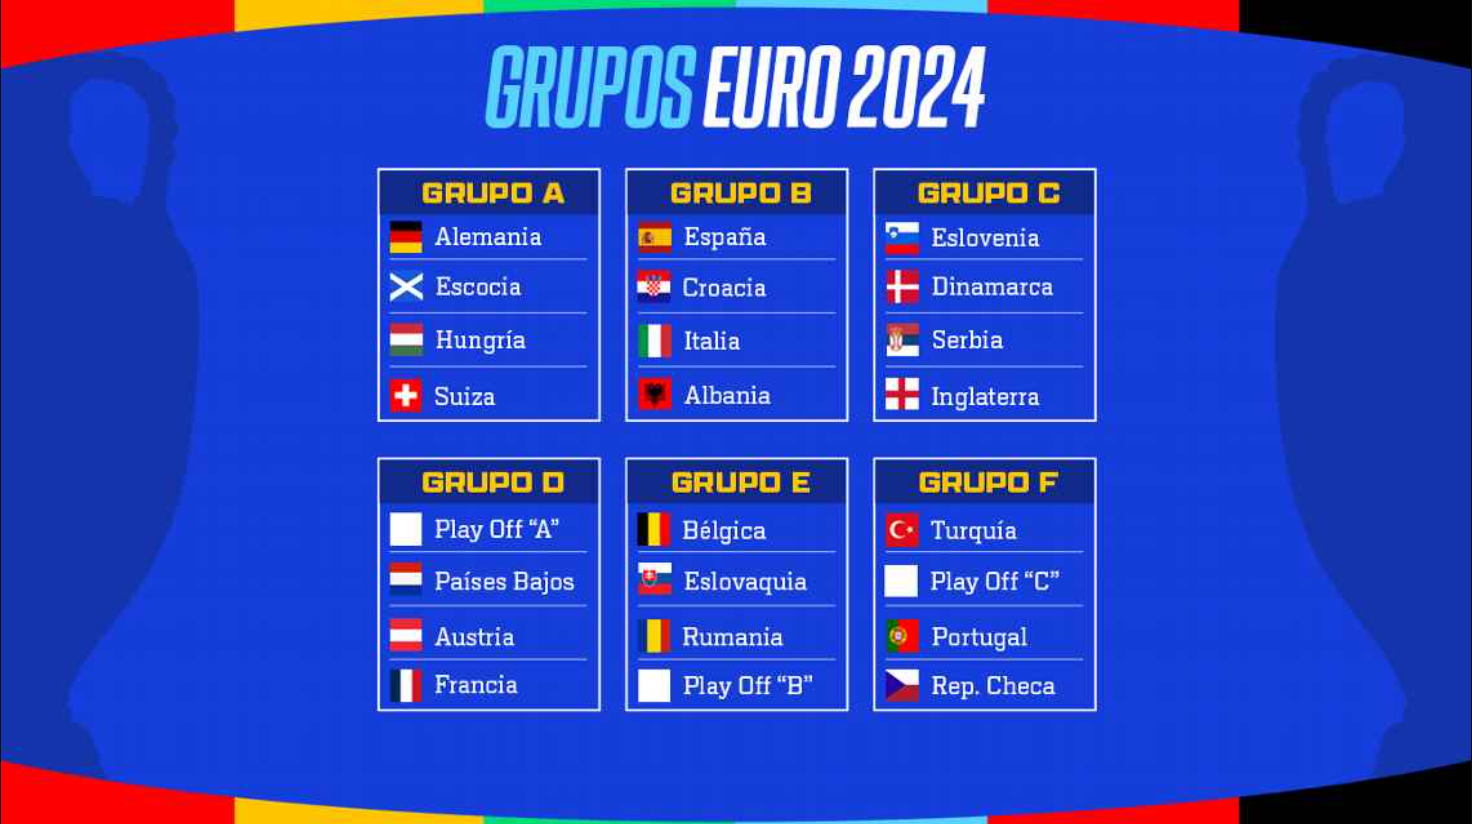 GRUPOS EURO 2024
GRUPO A
Alemania
Escocia
Hungría
Suiza
GRUPO B
España
Croacia
Italia
Albania
GRUPO C
Eslovenia
Dinamarca
Serbia
Inglaterra
GRUPO D
Play Off “A”
Países Bajos
Austria
Francia
GRUPO E
Bélgica
Eslovaquia
Rumania
Play Off “B”
GRUPO F
Turquía
Play Off “C”
Portugal
Rep. Checa